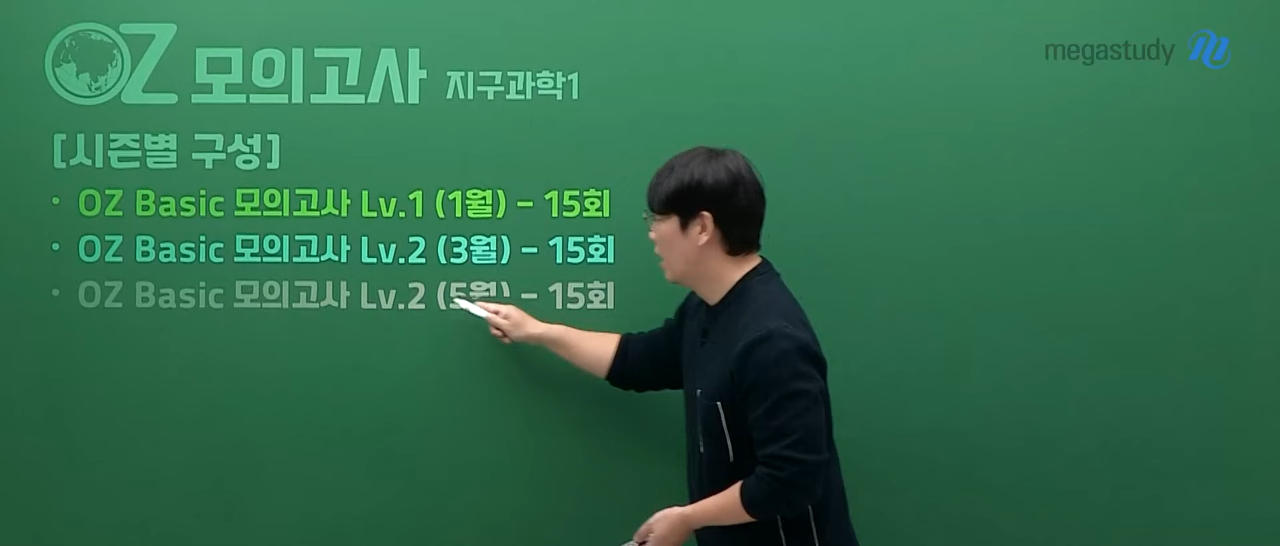 OZ 모의고사 지구과학1
megastudy
[시즌별 구성]
• OZ Basic 모의고사 Lv.1 (1월) – 15회
• OZ Basic 모의고사 Lv.2 (3월) – 15회
• OZ Basic 모의고사 Lv.2 (5월) – 15회